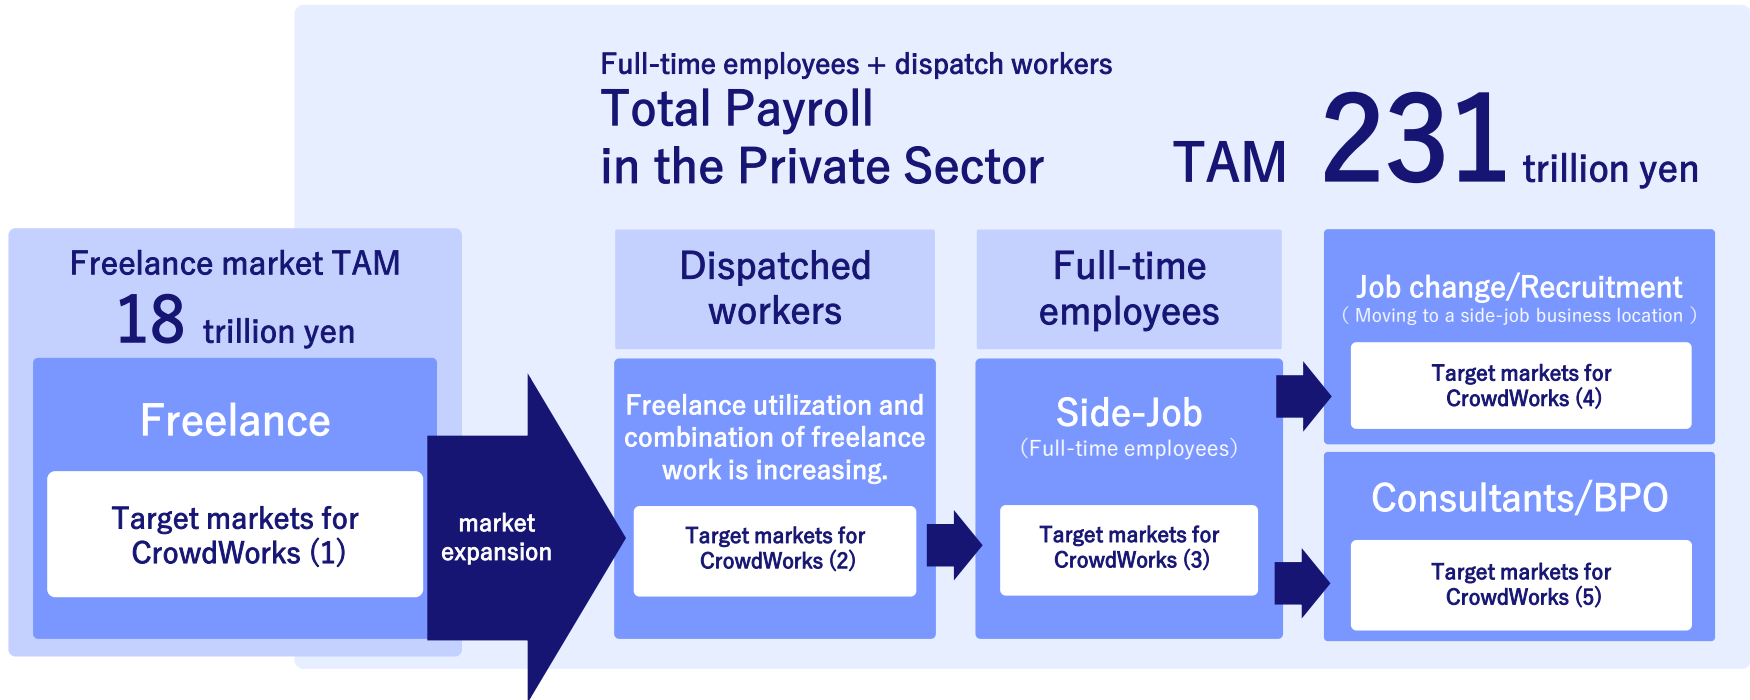 Full-time employees + dispatch workers
Total Payroll
in the Private Sector
TAM 231 trillion yen
Freelance market TAM
18 trillion yen
Freelance
Target markets for
CrowdWorks (1)
market
expansion
Dispatched
workers
Freelance utilization and
combination of freelance
work is increasing.
Target markets for
CrowdWorks (2)
Full-time
employees
Side-Job
(Full-time employees)
Target markets for
CrowdWorks (3)
Job change/Recruitment
( Moving to a side-job business location )
Target markets for
CrowdWorks (4)
Consultants/BPO
Target markets for
CrowdWorks (5)